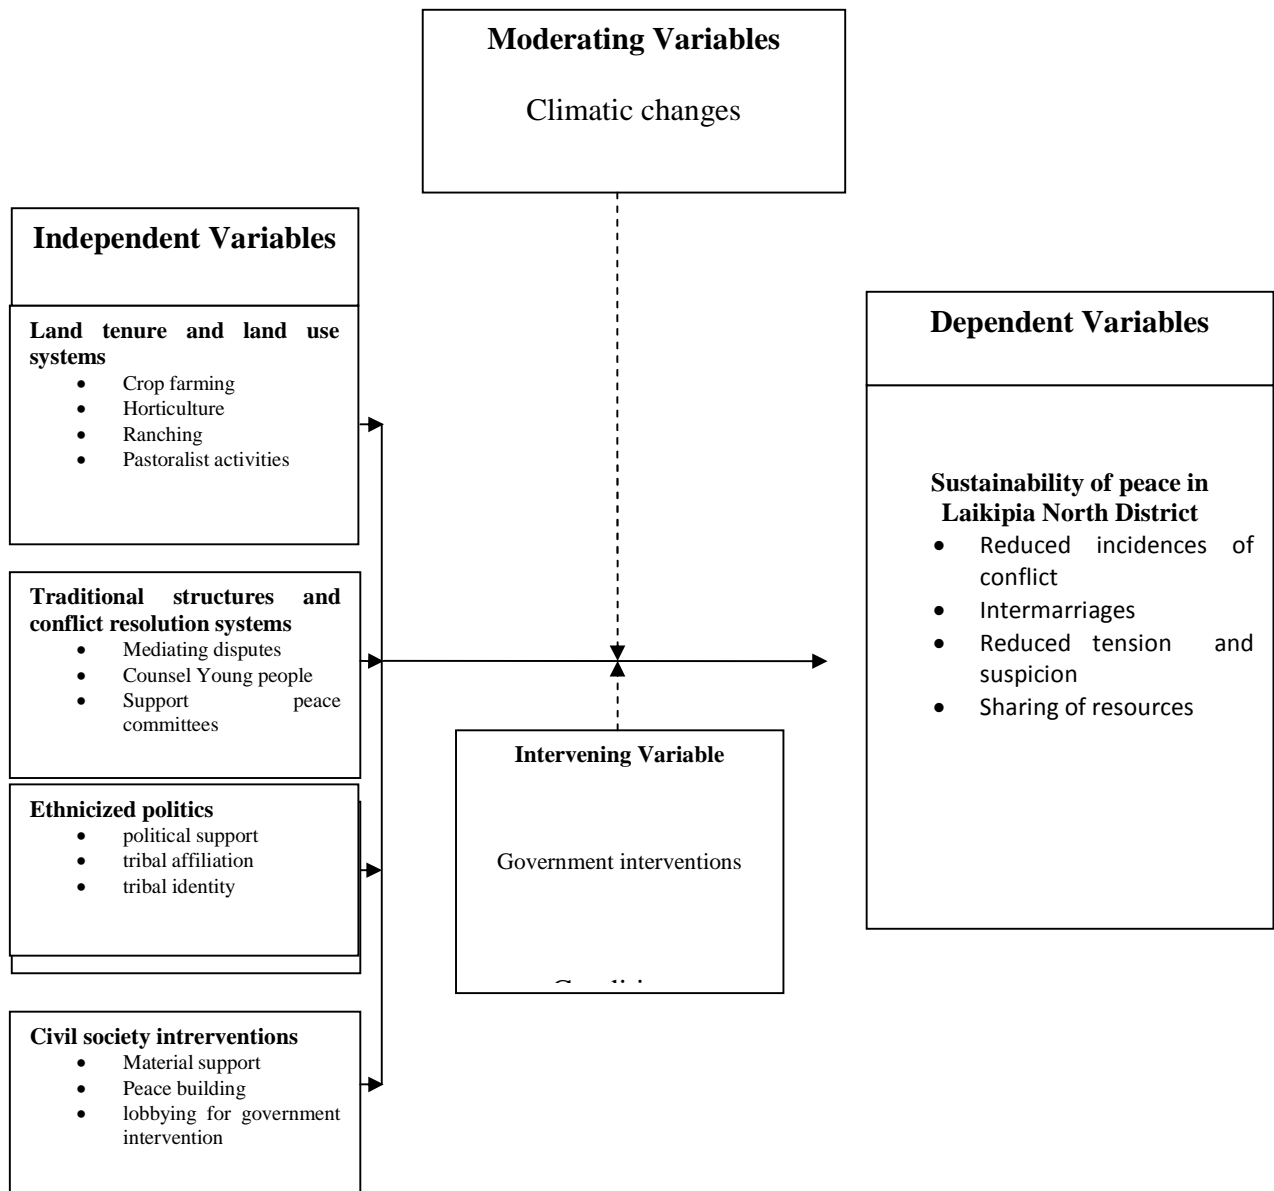 Moderating Variables
Climatic changes
Independent Variables
Land tenure and land use
systems
• Crop farming
• Horticulture
• Ranching
• Pastoralist activities
Traditional structures and
conflict resolution systems
• Mediating disputes
• Counsel Young people
• Support peace
committees
Ethnicized politics
• political support
• tribal affiliation
• tribal identity
Civil society intrerventions
• Material support
• Peace building
• lobbying for government
intervention
Intervening Variable
Government interventions
Dependent Variables
Sustainability of peace in
Laikipia North District
• Reduced incidences of
conflict
• Intermarriages
• Reduced tension and
suspicion
• Sharing of resources